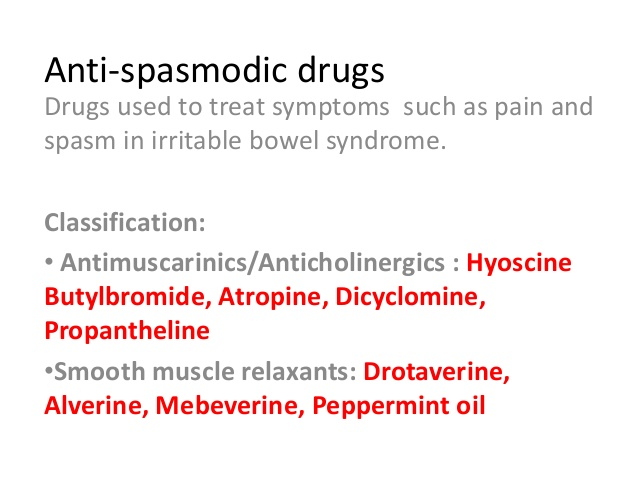 Anti-spasmodic drugs
Drugs used to treat symptoms  such as pain and
spasm in irritable bowel syndrome.
Classification:
• Antimuscarinics/Anticholinergics : Hyoscine
Butylbromide, Atropine, Dicyclomine,
Propantheline
•Smooth muscle relaxants: Drotaverine,
Alverine, Mebeverine, Peppermint oil